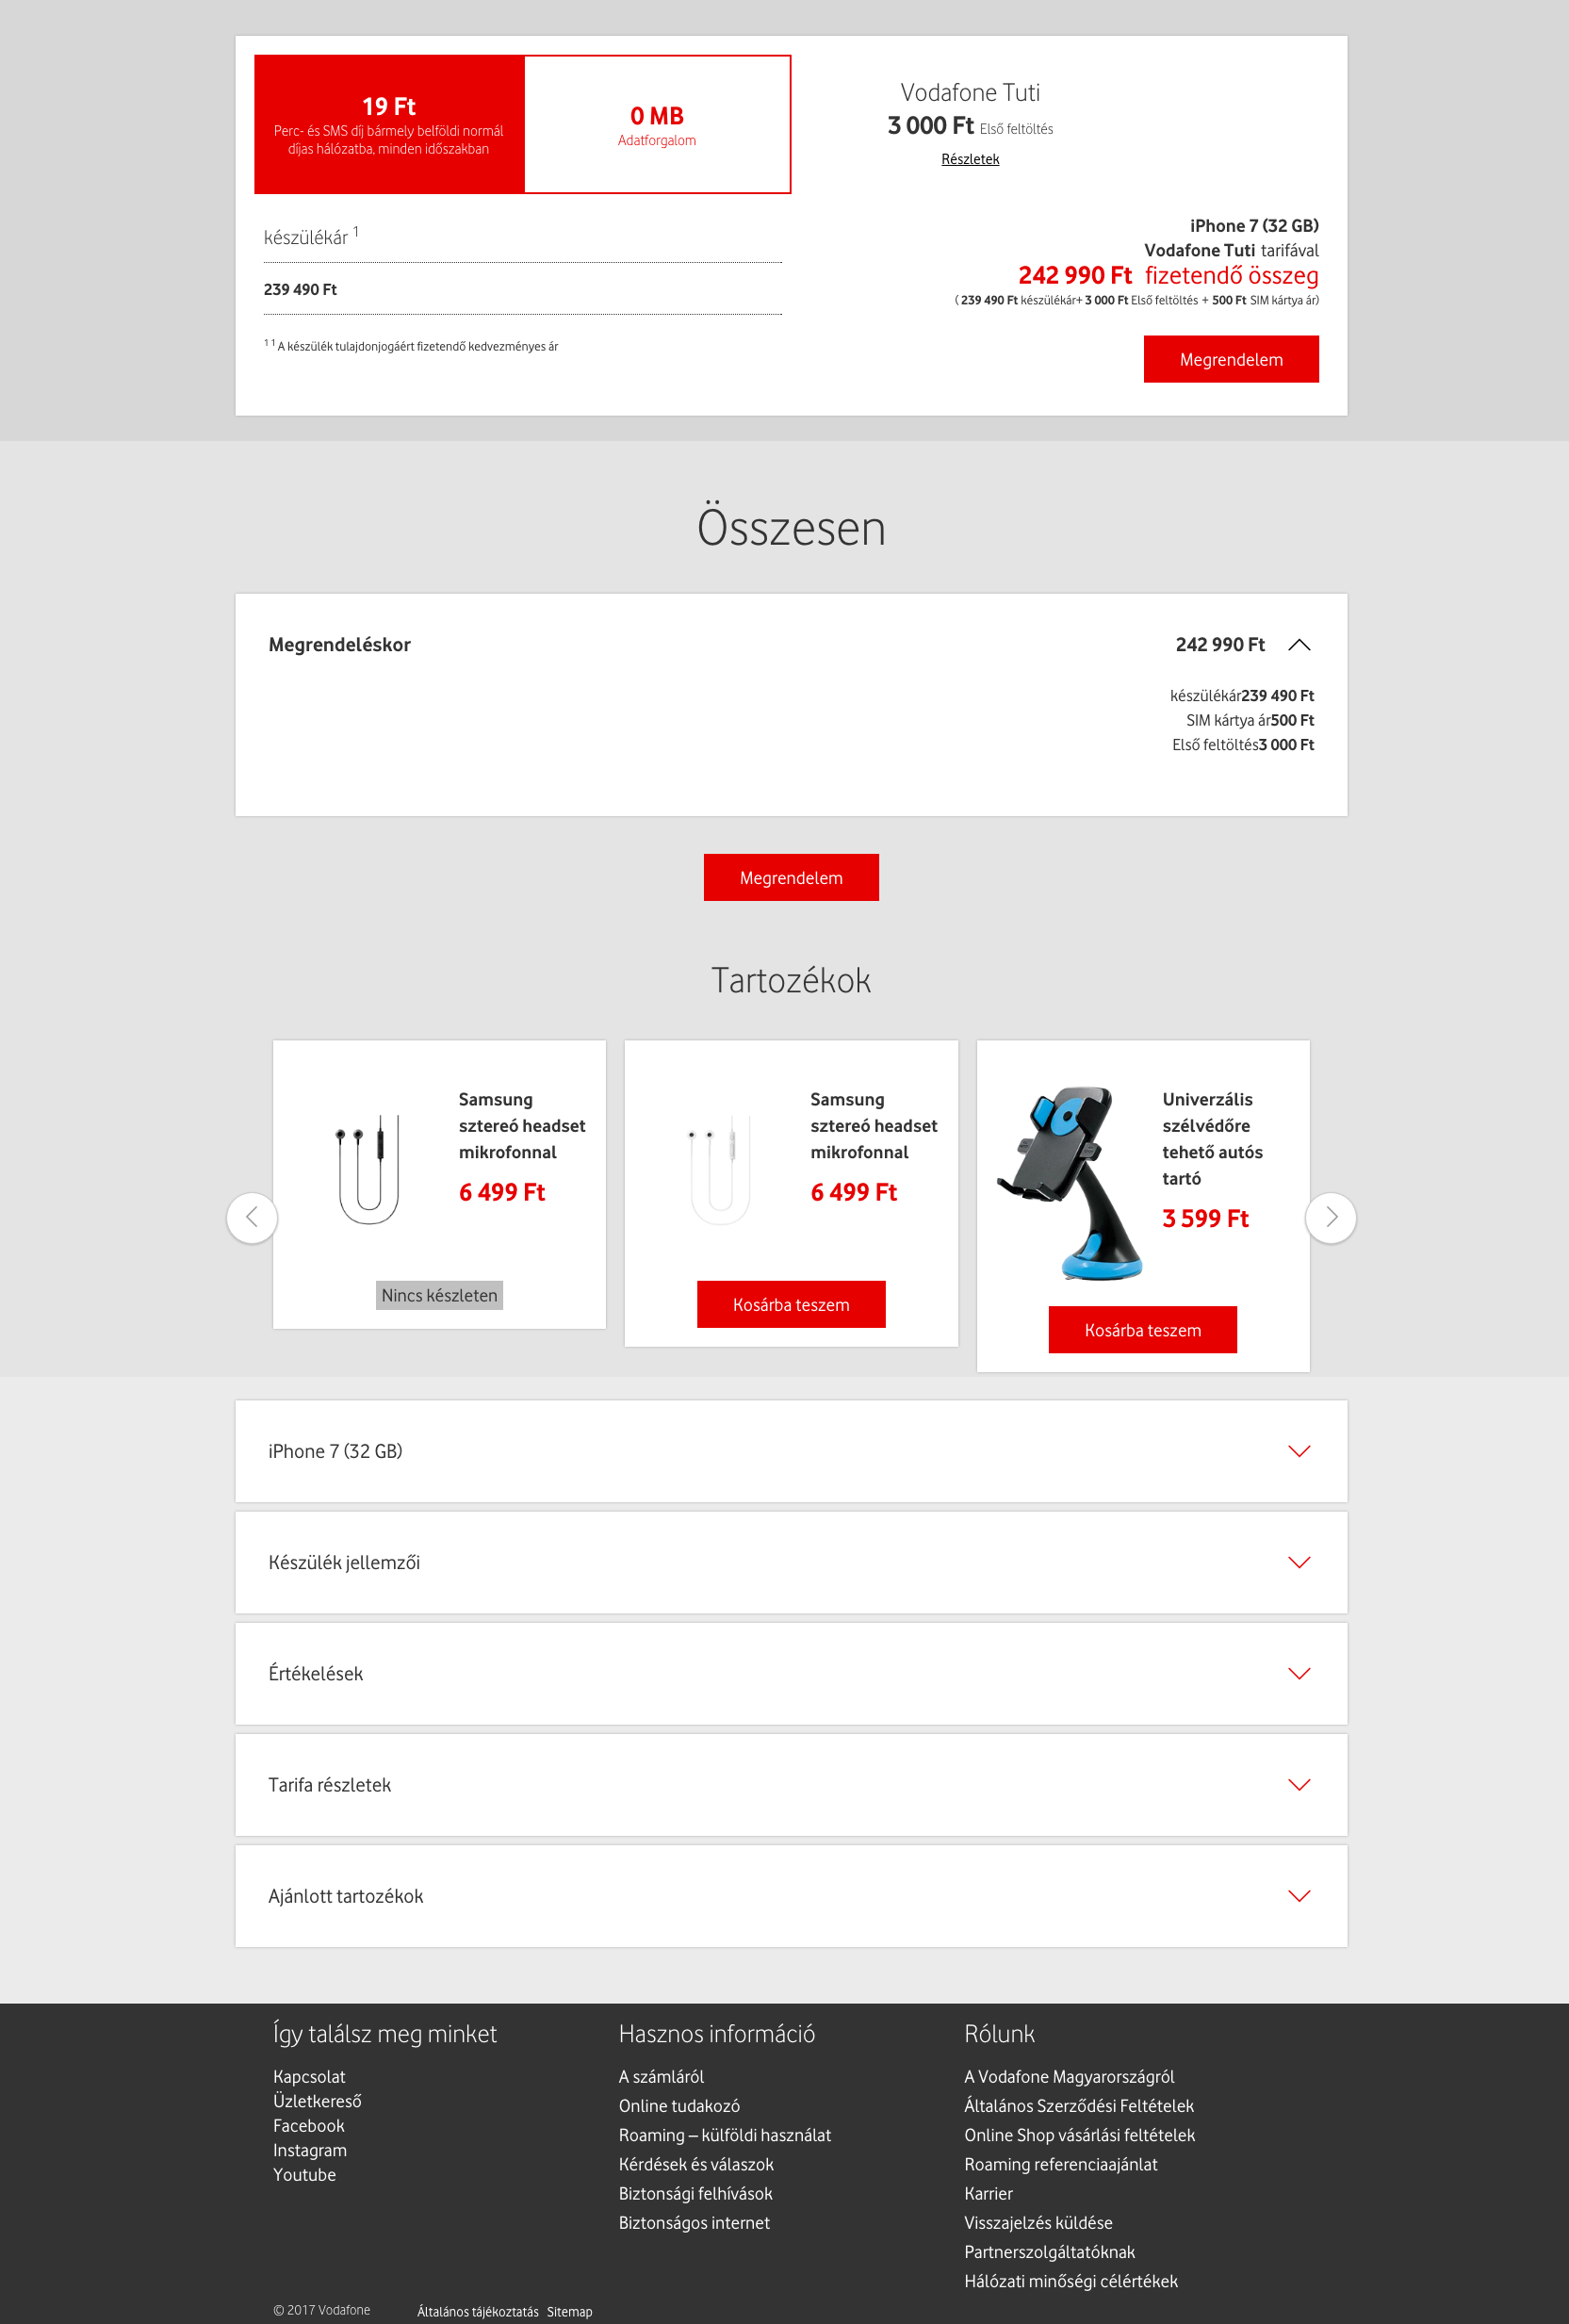 19 Ft
Perc- és SMS díj bármely belföldi normál
díjas hálózatba, minden időszakban
0 MB
Adatforgalom
Vodafone Tuti
3 000 Ft Első feltöltés
Részletek
készülékár 1
239 490 Ft
1 1 A készülék tulajdonjogáért fizetendő kedvezményes ár
iPhone 7 (32 GB)
Vodafone Tuti tarifával
242 990 Ft fizetendő összeg
( 239 490 Ft készülékár+ 3 000 Ft Első feltöltés + 500 Ft SIM kártya ár)
Megrendelem
Összesen
Megrendeléskor
242 990 Ft
készülékár239 490 Ft
SIM kártya ár500 Ft
Első feltöltés3 000 Ft
Megrendelem
Tartozékok
Samsung
sztereó headset
mikrofonnal
6 499 Ft
Nincs készleten
Samsung
sztereó headset
mikrofonnal
6 499 Ft
Kosárba teszem
Univerzális
szélvédőre
tehető autós
tartó
3 599 Ft
Kosárba teszem
iPhone 7 (32 GB)
Készülék jellemzői
Értékelések
Tarifa részletek
Ajánlott tartozékok
Így találsz meg minket
Kapcsolat
Üzletkereső
Facebook
Instagram
Youtube
Hasznos információ
A számláról
Online tudakozó
Roaming – külföldi használat
Kérdések és válaszok
Biztonsági felhívások
Biztonságos internet
Rólunk
A Vodafone Magyarországról
Általános Szerződési Feltételek
Online Shop vásárlási feltételek
Roaming referenciaajánlat
Karrier
Visszajelzés küldése
Partnerszolgáltatóknak
Hálózati minőségi célértékek
© 2017 Vodafone
Általános tájékoztatás Sitemap